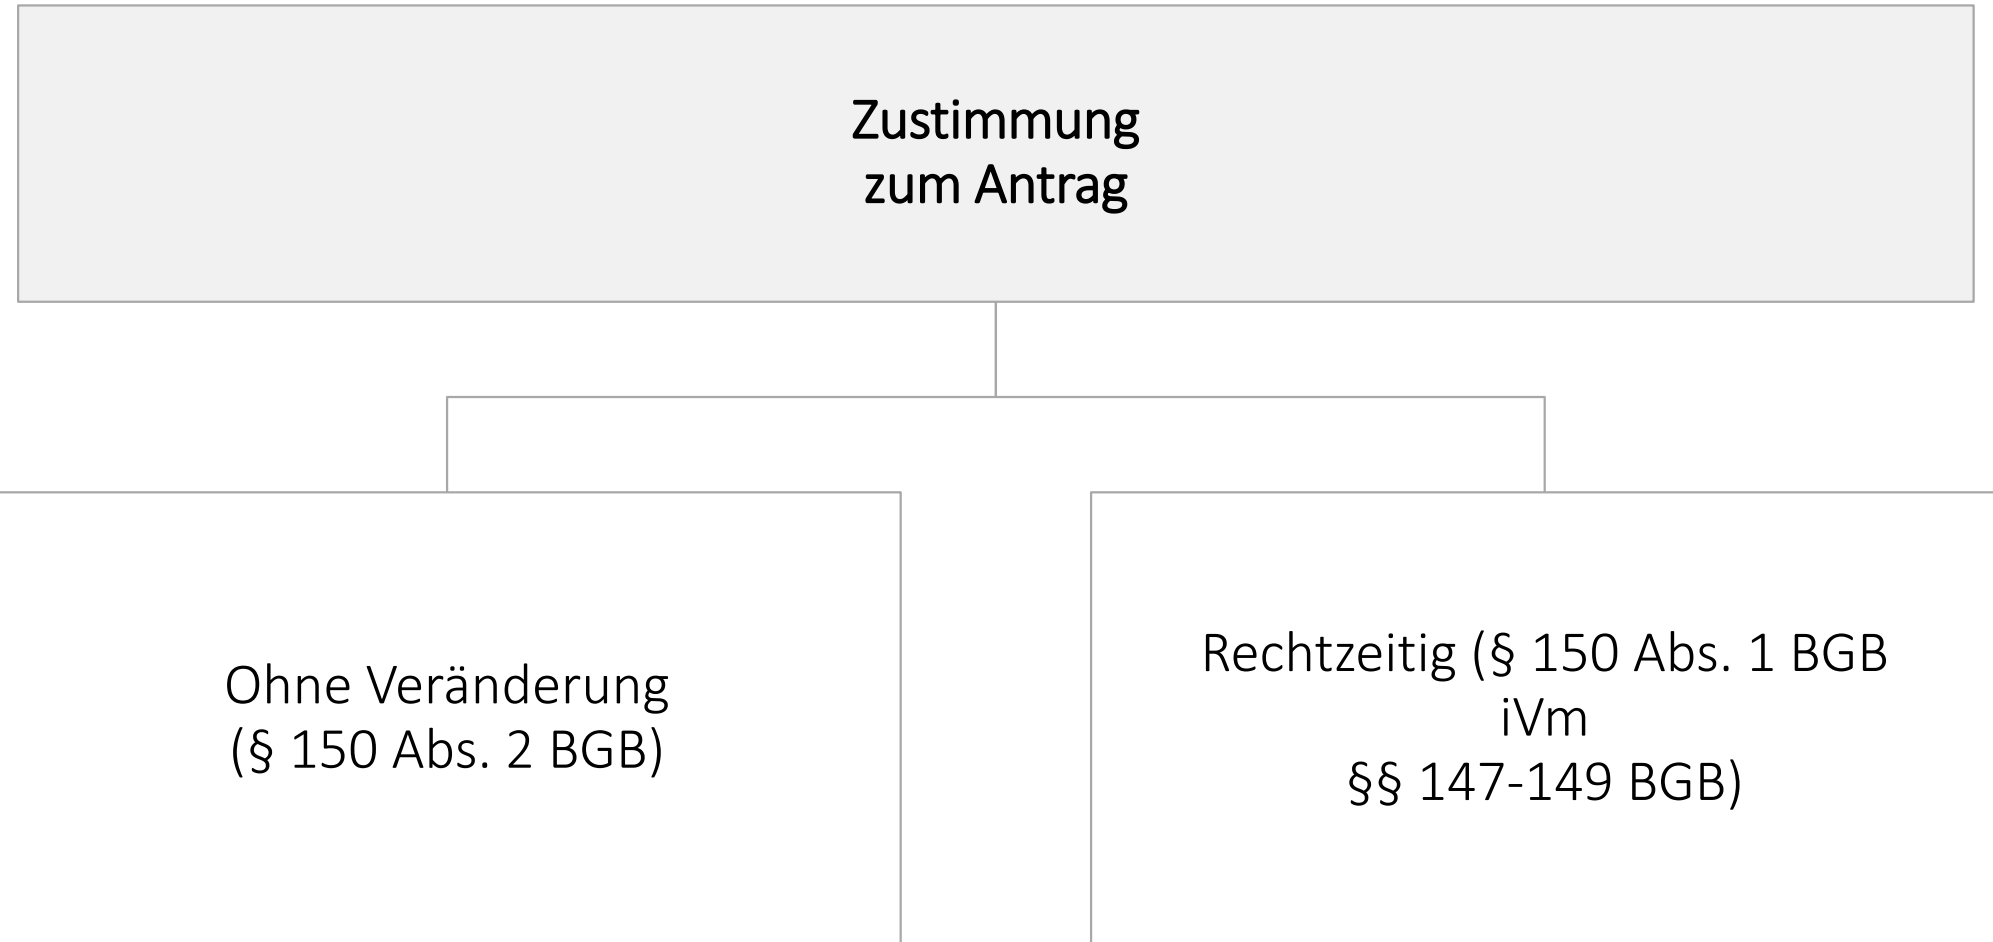 Zustimmung
zum Antrag
Ohne Veränderung
(§ 150 Abs. 2 BGB)
Rechtzeitig (§ 150 Abs. 1 BGB
iVm
§§ 147-149 BGB)